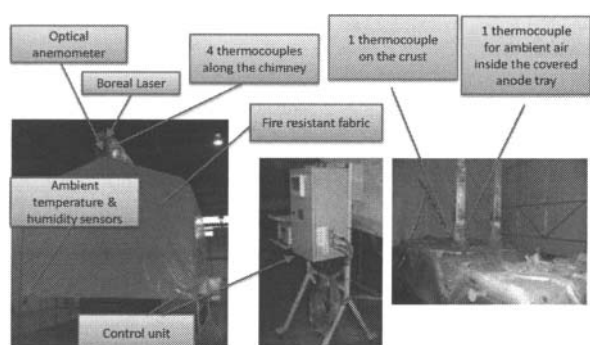 Optical
anemometer
Boreal Laser
4 thermocouples
along the chimney
1 thermocouple
on the crust
1 thermocouple
for ambient air
inside the covered
anode tray
Fire resistant fabric
Ambient
temperature &
humidity sensors
Control unit